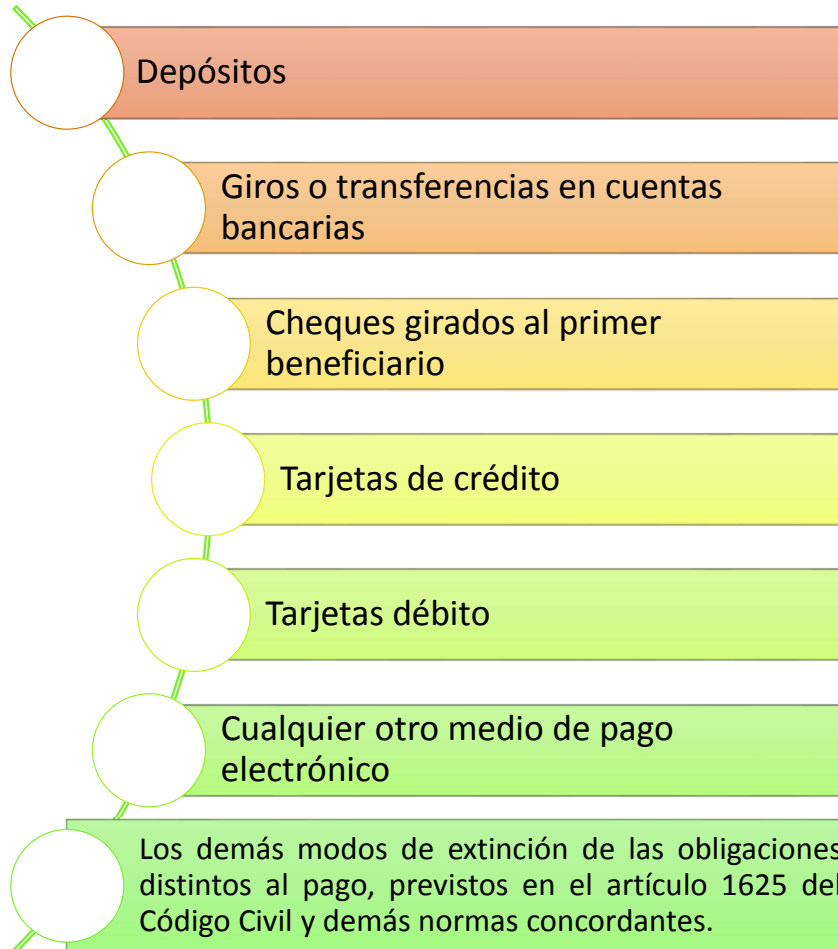 Depósitos
Giros o transferencias en cuentas
bancarias
Cheques girados al primer
beneficiario
Tarjetas de crédito
Tarjetas débito
Cualquier otro medio de pago
electrónico
Los demás modos de extinción de las obligaciones
distintos al pago, previstos en el artículo 1625 del
Código Civil y demás normas concordantes.